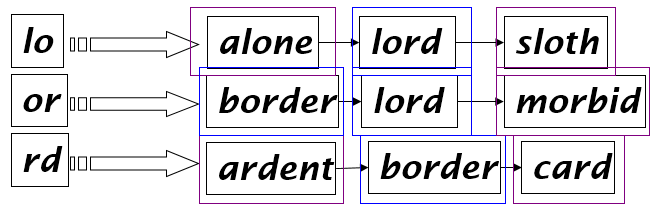 lo alone lord sloth
or border lord morbid
rd ardent border card